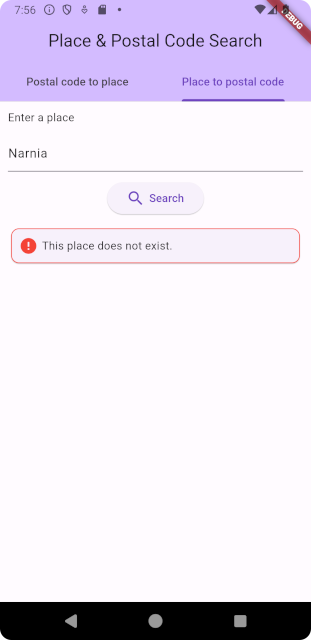 7:56
Place & Postal Code Search
Postal code to place
Place to postal code
Enter a place
Narnia
Search
This place does not exist.